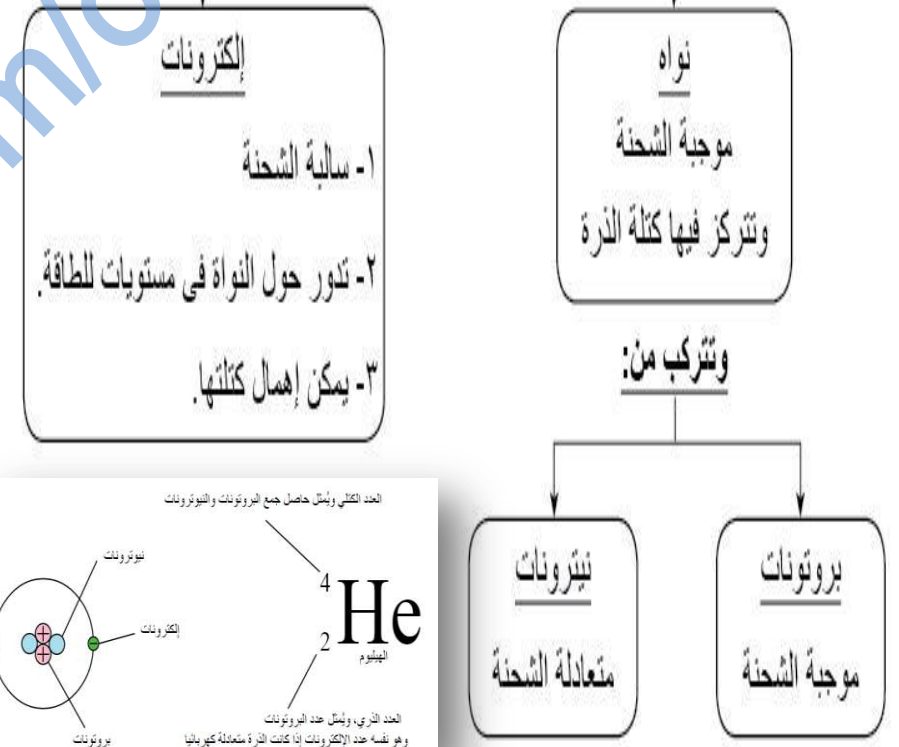 نواه
موجبة الشحنة
وتتركز فيها كتلة الذرة
وتتركب من:
بروتونات
موجبة الشحنة
نيترونات
متعادلة الشحنة
إلكترونات
١- سالبة الشحنة
٢- تدور حول النواة فى مستويات للطاقة.
٣- يمكن إهمال كتلتها.
العدد الكتلي ويُمثل حاصل جمع البروتونات والنيوترونات
نيوترونات
4
He
2
الهيليوم
إلكترونات
العدد الذري، ويُمثل عدد البروتونات
وهو نفسه عدد الإلكترونات إذا كانت الذرة متعادلة كهربائيا
بروتونات
m/o